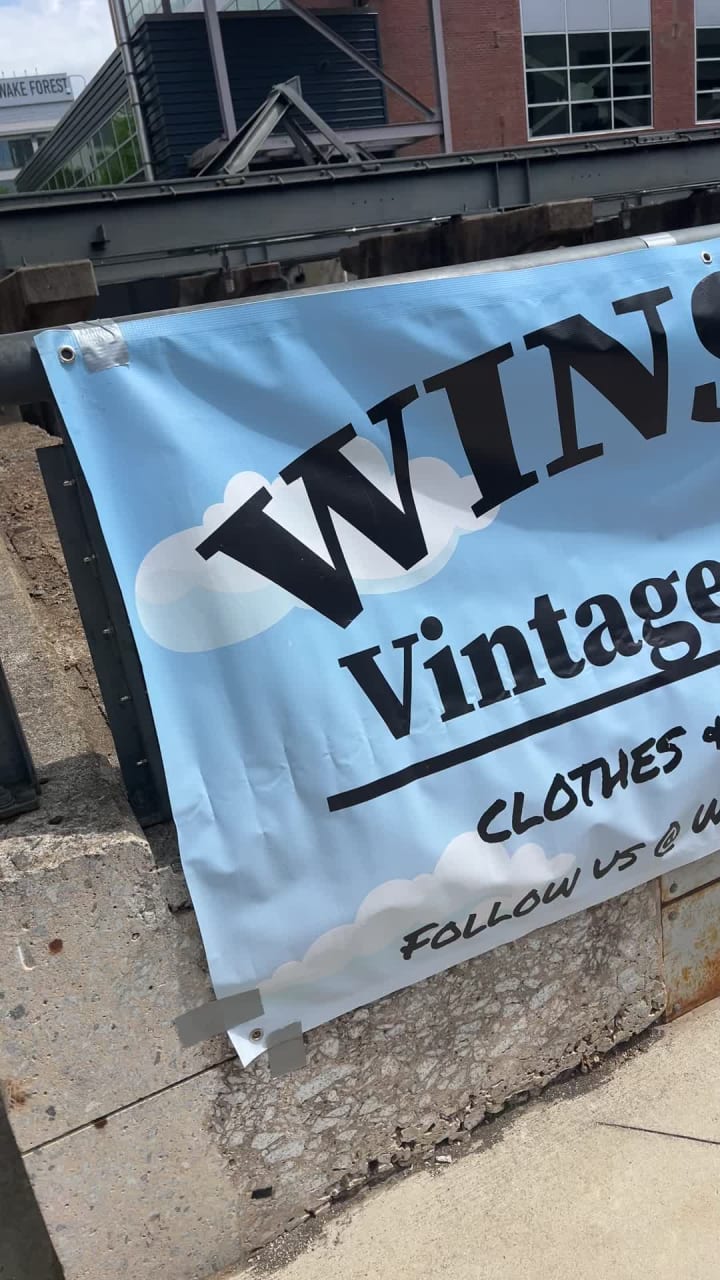 WAKE FOREST
WINS
Vintage
CLOTHES &
FOLLOW US @ W